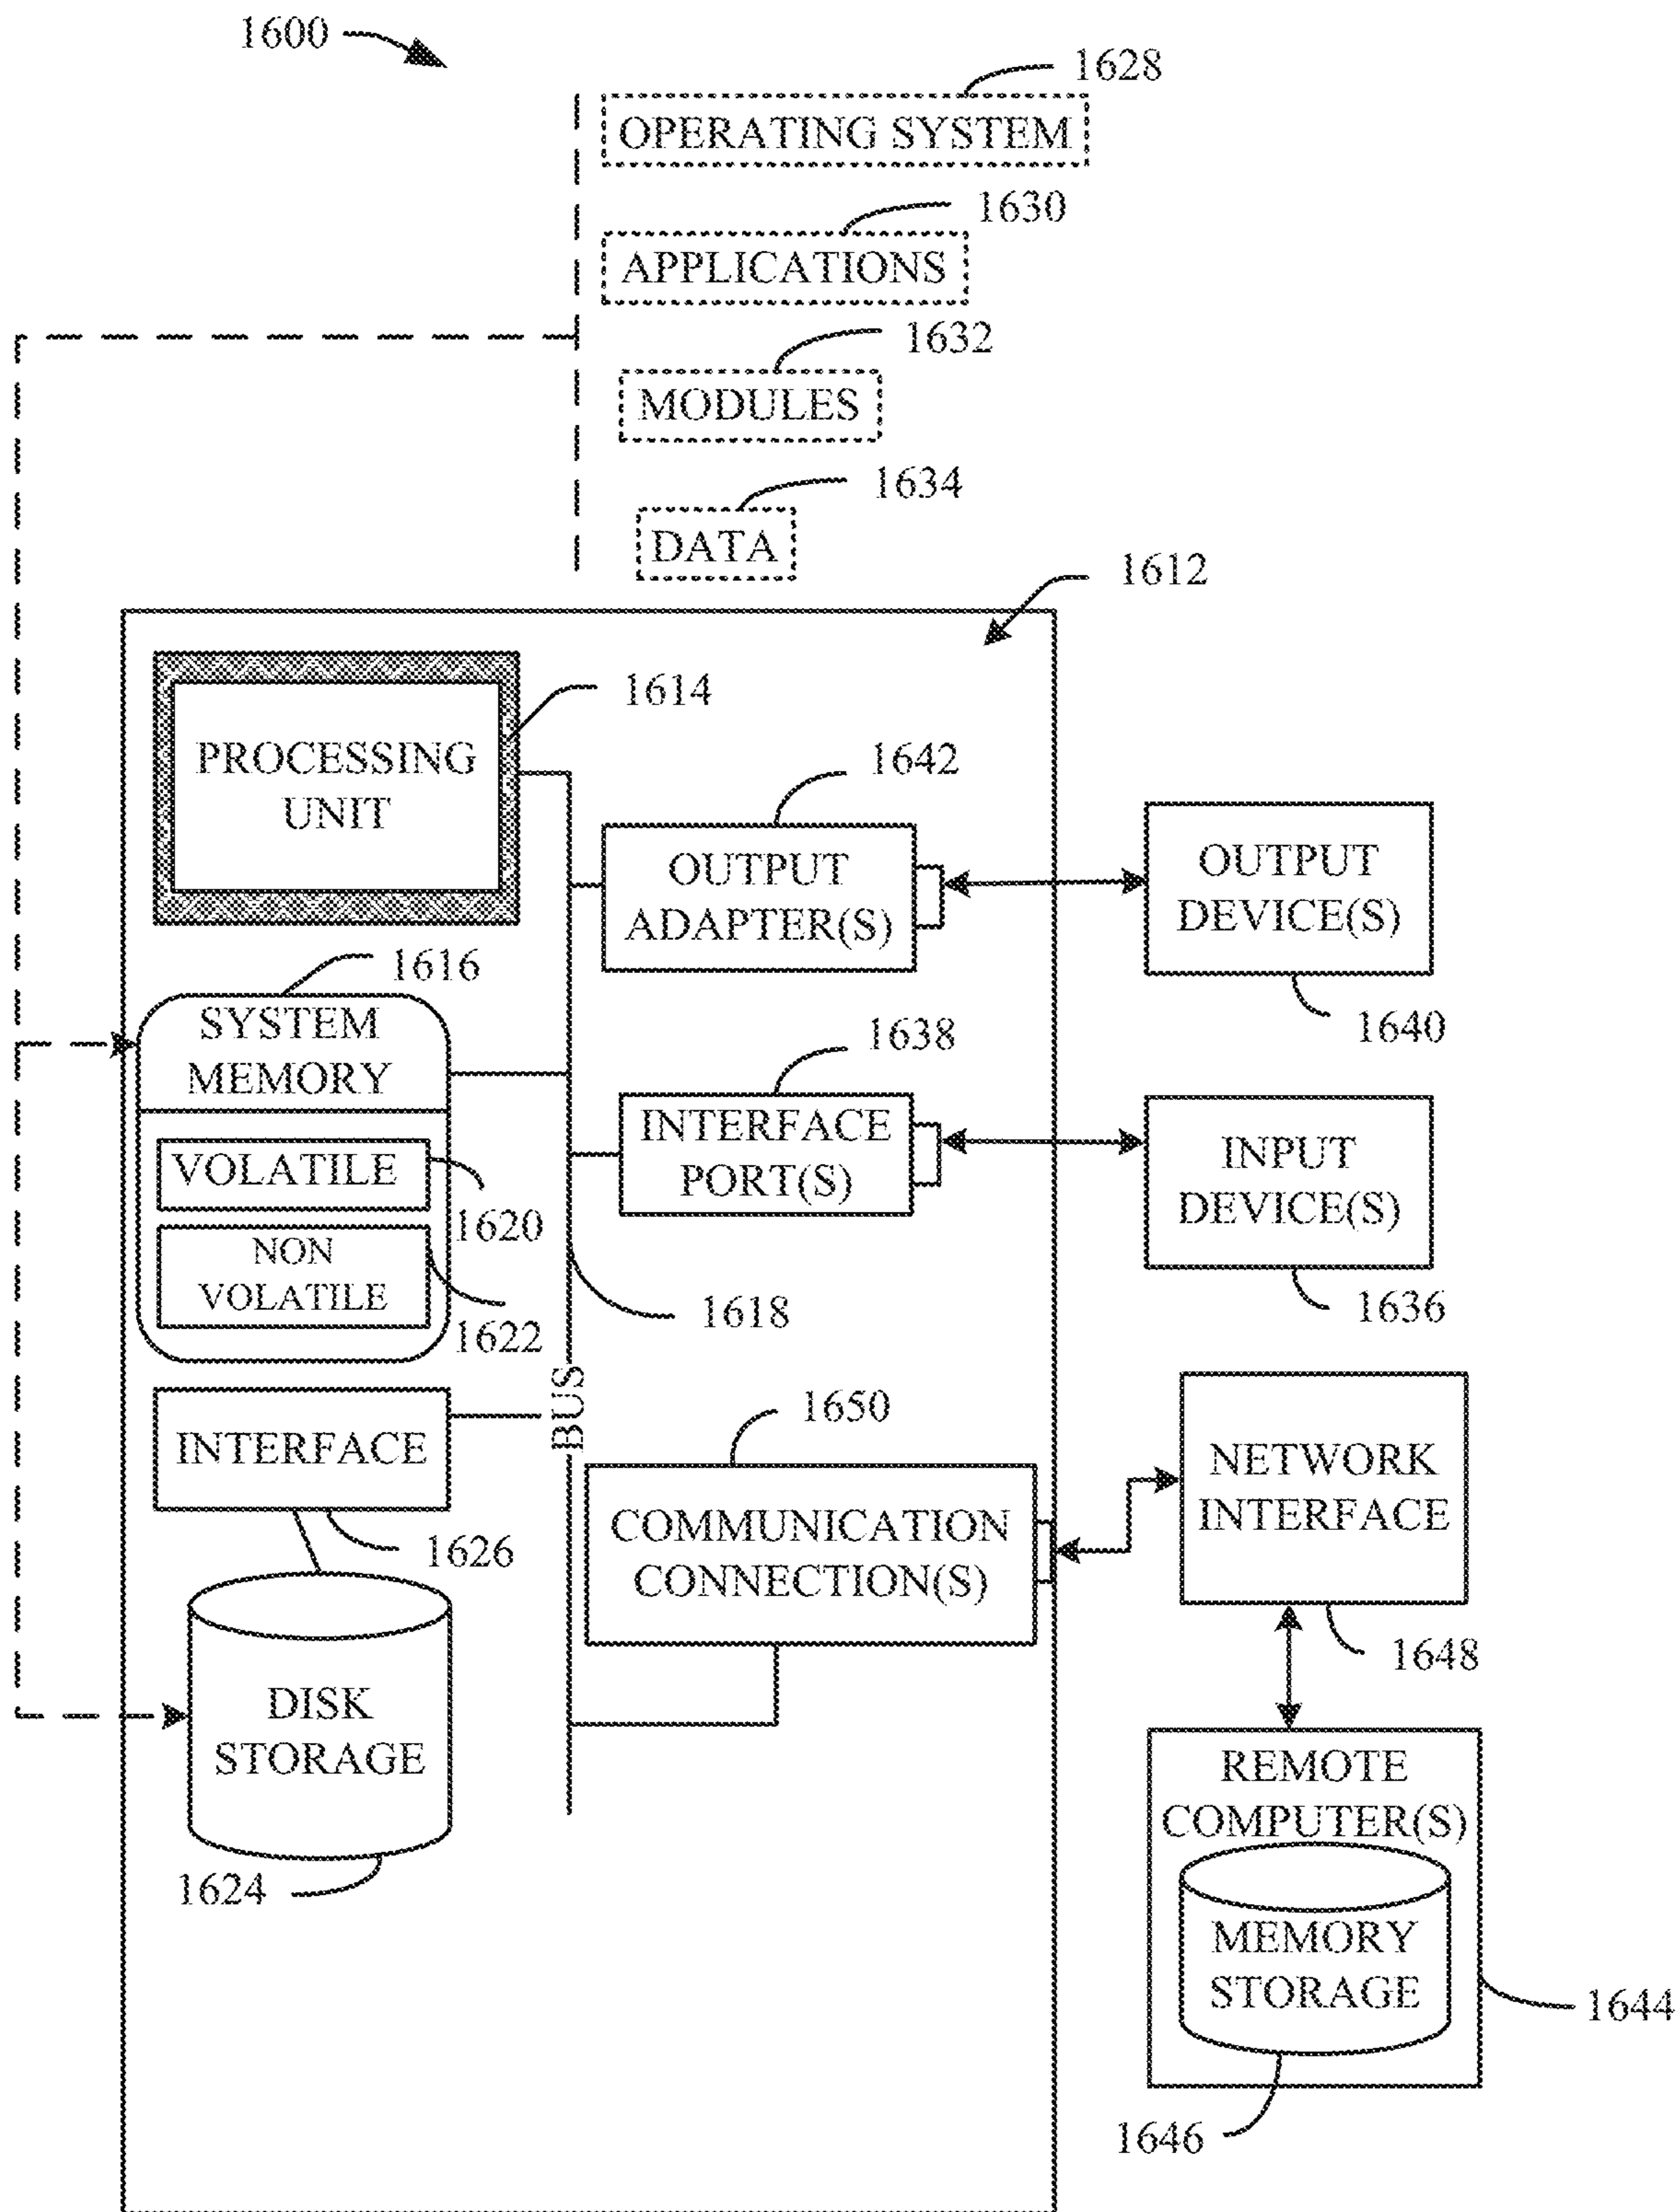 1600
1628
OPERATING SYSTEM
1630
APPLICATIONS
1632
MODULES
1634
DATA
1612
PROCESSING
UNIT
1614
1642
OUTPUT
ADAPTER(S)
OUTPUT
DEVICE(S)
1640
1616
SYSTEM
MEMORY
VOLATILE
1620
NON
VOLATILE
1622
1638
INTERFACE
PORT(S)
INPUT
DEVICE(S)
1636
1618
BUS
INTERFACE
1626
1650
COMMUNICATION
CONNECTION(S)
NETWORK
INTERFACE
1648
DISK
STORAGE
1624
REMOTE
COMPUTER(S)
MEMORY
STORAGE
1644
1646